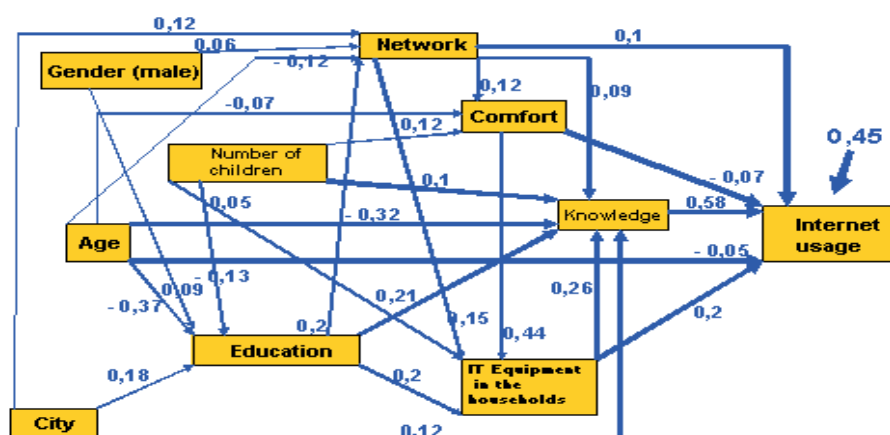 0,12
0,06
Network
0,1
Gender (male)
- 0,12
0,12
0,09
-0,07
Comfort
0,12
0,45
Number of
children
- 0,07
0,1
0,05
Knowledge
0,58
Internet
usage
- 0,32
Age
- 0,05
- 0,13
0,09
- 0,37
0,21
0,26
0,2
0,15
0,2
0,44
Education
IT Equipment
in the
households
0,18
0,2
City
0,12